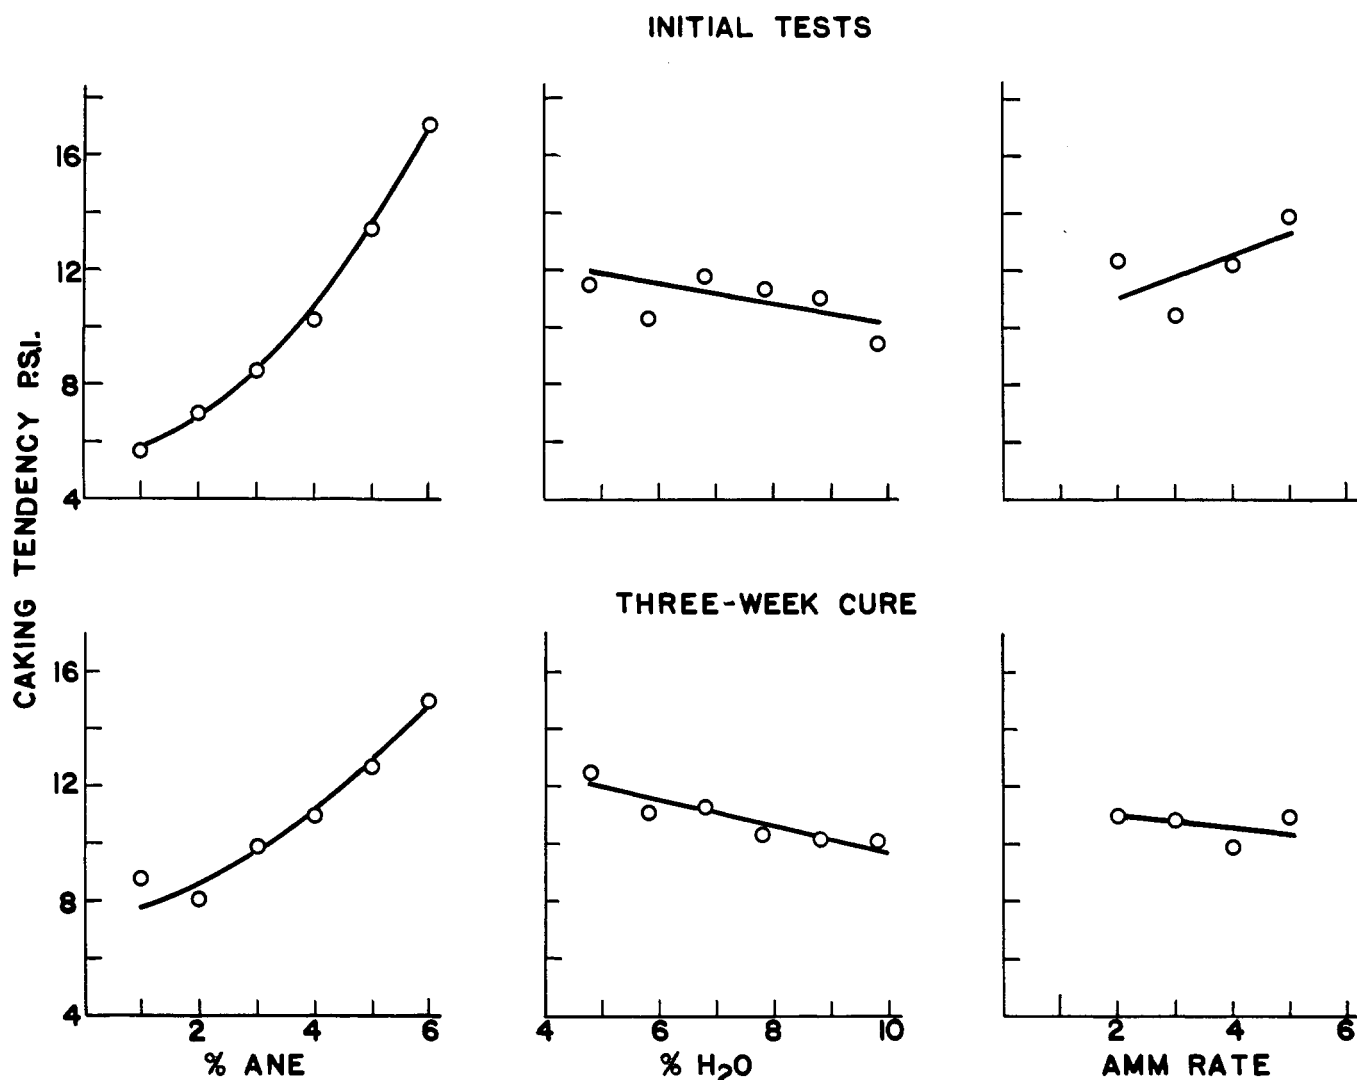 INITIAL TESTS
16
12
8
4
CAKING TENDENCY P.S.I.
THREE-WEEK CURE
16
12
8
4
2 4 6
4 6 8 10
2 4 6
% ANE
% H₂O
AMM RATE